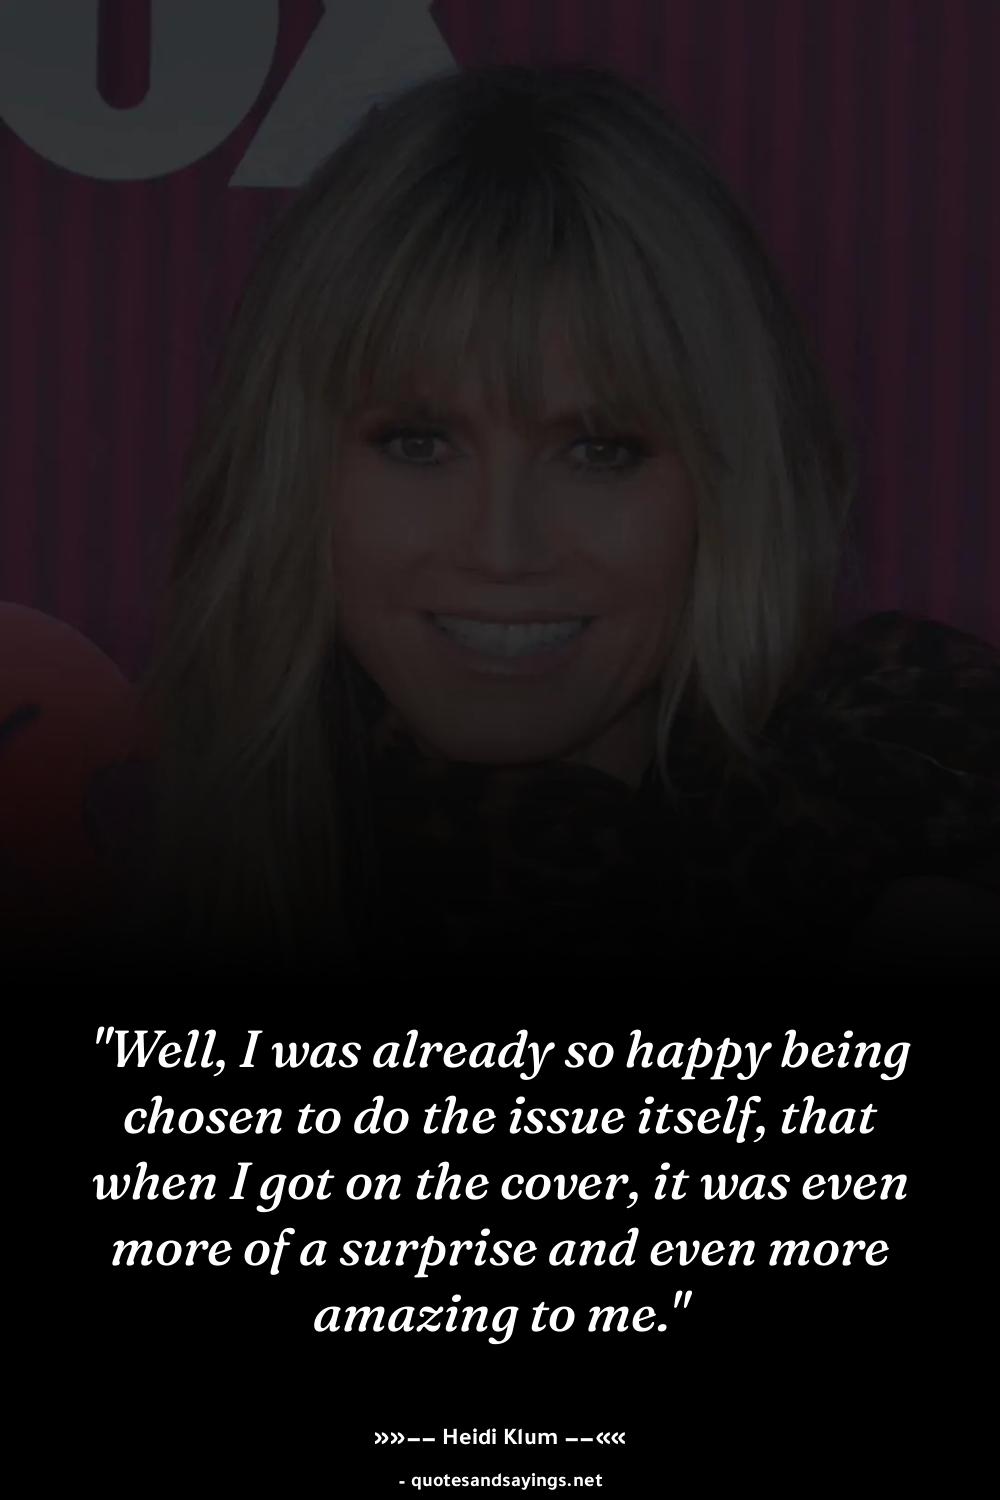 "Well, I was already so happy being
chosen to do the issue itself, that
when I got on the cover, it was even
more of a surprise and even more
amazing to me."
»»–– Heidi Klum ––««
- quotesandsayings.net